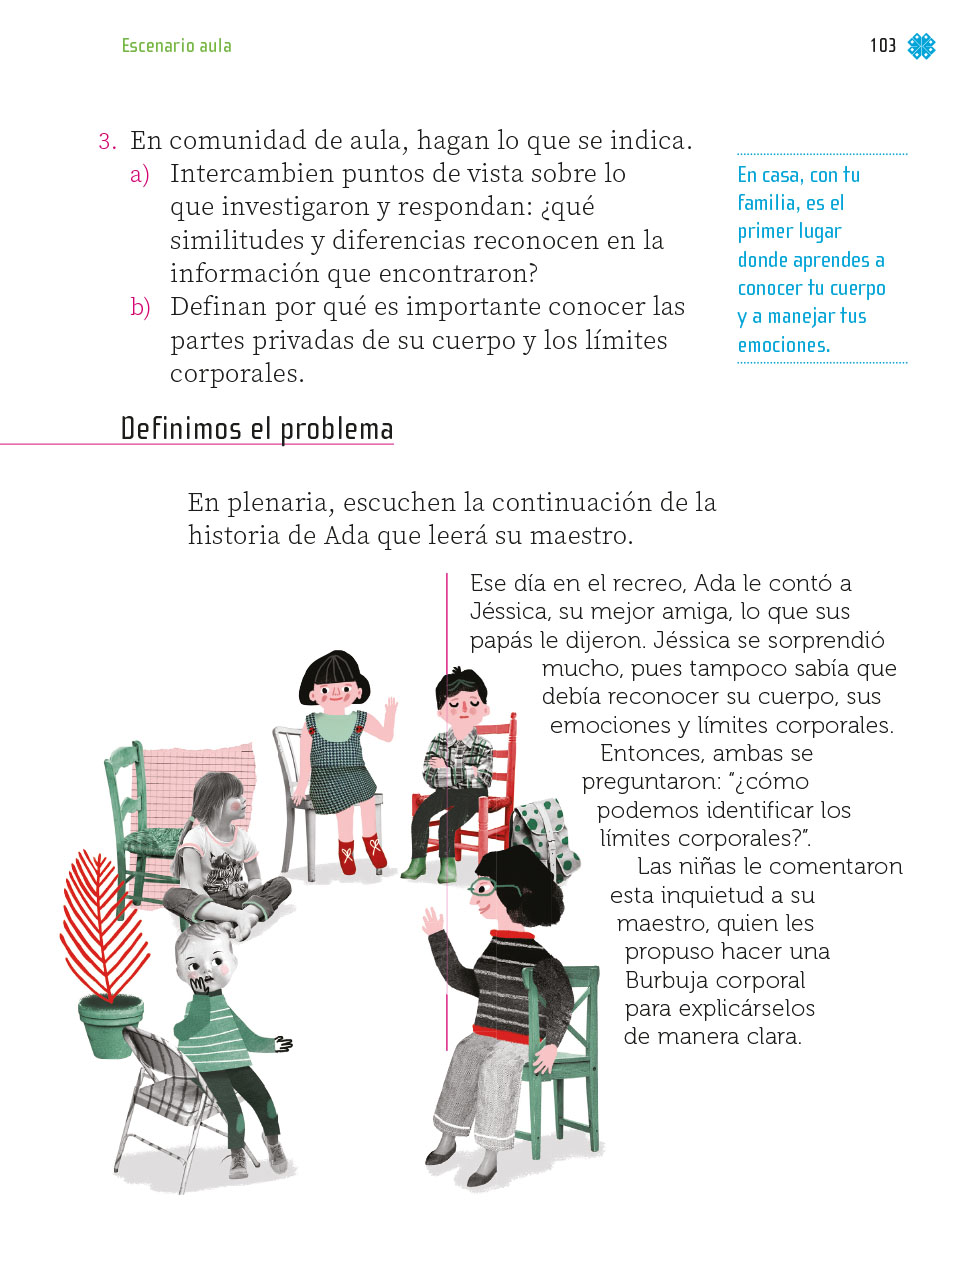 Escenario aula
103
3. En comunidad de aula, hagan lo que se indica.
a) Intercambien puntos de vista sobre lo
que investigaron y respondan: ¿qué
similitudes y diferencias reconocen en la
información que encontraron?
b) Definan por qué es importante conocer las
partes privadas de su cuerpo y los límites
corporales.
En casa, con tu
familia, es el
primer lugar
donde aprendes a
conocer tu cuerpo
y a manejar tus
emociones.
Definimos el problema
En plenaria, escuchen la continuación de la
historia de Ada que leerá su maestro.
Ese día en el recreo, Ada le contó a
Jéssica, su mejor amiga, lo que sus
papás le dijeron. Jéssica se sorprendió
mucho, pues tampoco sabía que
debía reconocer su cuerpo, sus
emociones y límites corporales.
Entonces, ambas se
preguntaron: “¿cómo
podemos identificar los
límites corporales?”.
Las niñas le comentaron
esta inquietud a su
maestro, quien les
propuso hacer una
Burbuja corporal
para explicárselos
de manera clara.